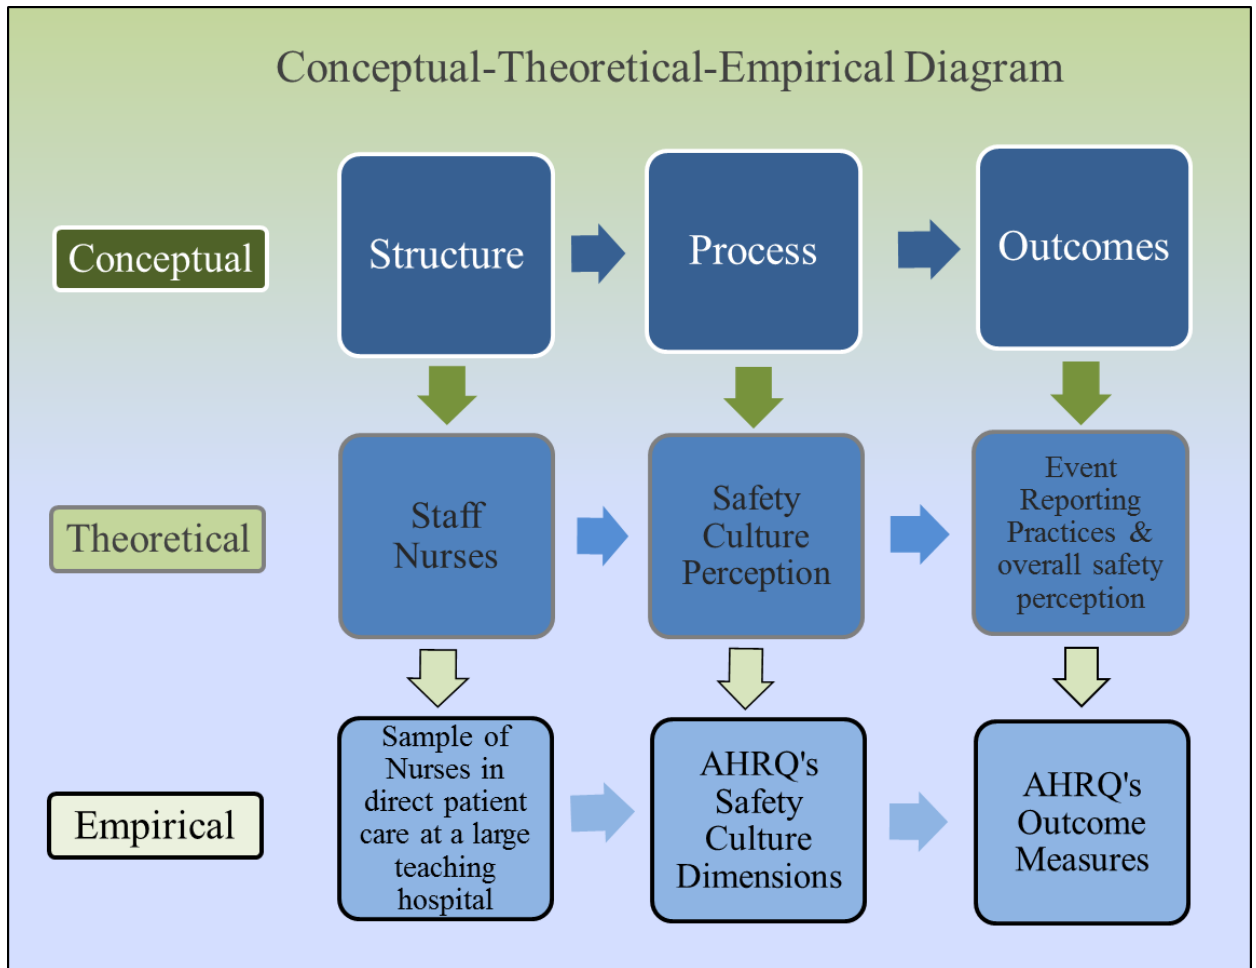 Conceptual-Theoretical-Empirical Diagram
Conceptual
Structure
Process
Outcomes
Theoretical
Staff
Nurses
Safety
Culture
Perception
Event
Reporting
Practices &
overall safety
perception
Empirical
Sample of
Nurses in
direct patient
care at a large
teaching
hospital
AHRQ's
Safety
Culture
Dimensions
AHRQ's
Outcome
Measures